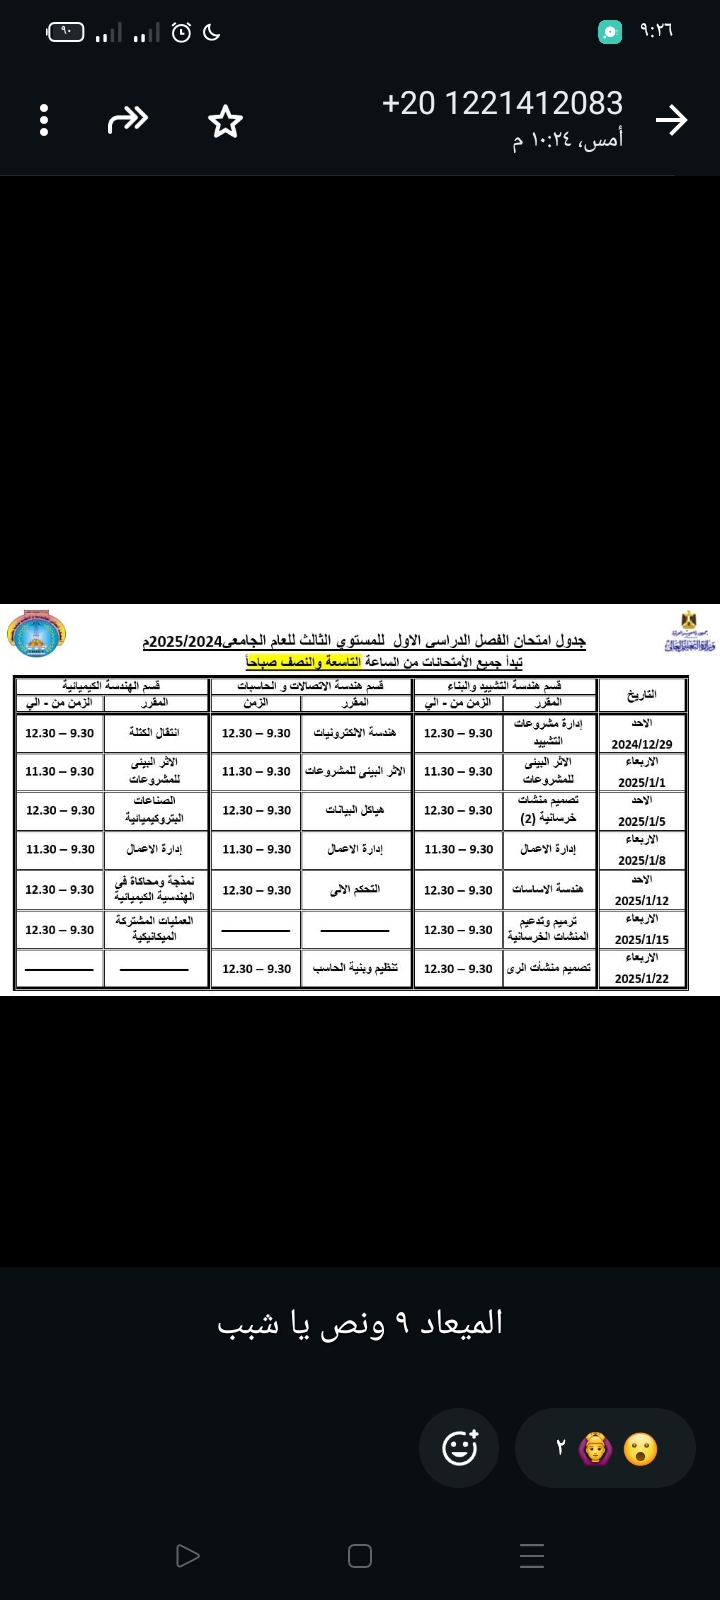 ٩:٢٦
٩٠
+20 1221412083
أمس، ١٠:٢٤ م
جدول امتحان الفصل الدراسى الاول للمستوي الثالث للعام الجامعى2025/2024م
تبدأ جميع الأمتحانات من الساعة التاسعة والنصف صباحاً
التاريخ
قسم هندسة التشييد والبناء
قسم هندسة الاتصالات و الحاسبات
قسم الهندسة الكيميائية
المقرر
الزمن من - الي
المقرر
الزمن
المقرر
الزمن من - الي
الاحد
2024/12/29
إدارة مشروعات
التشييد
9.30 – 12.30
هندسة الالكترونيات
9.30 – 12.30
انتقال الكتلة
9.30 – 12.30
الاربعاء
2025/1/1
الاثر البيئى
للمشروعات
9.30 – 11.30
الاثر البيئى للمشروعات
9.30 – 11.30
الاثر البيئى
للمشروعات
9.30 – 11.30
الاحد
2025/1/5
تصميم منشات
خرسانية (2)
9.30 – 12.30
هياكل البيانات
9.30 – 12.30
الصناعات
البتروكيميائية
9.30 – 12.30
الاربعاء
2025/1/8
إدارة الاعمال
9.30 – 11.30
إدارة الاعمال
9.30 – 11.30
إدارة الاعمال
9.30 – 11.30
الاحد
2025/1/12
هندسة الاساسات
9.30 – 12.30
التحكم الالى
9.30 – 12.30
نمذجة ومحاكاة فى
الهندسية الكيميائية
9.30 – 12.30
الاربعاء
2025/1/15
ترميم وتدعيم
المنشات الخرسانية
9.30 – 12.30
العمليات المشتركة
الميكانيكية
9.30 – 12.30
الاربعاء
2025/1/22
تصميم منشأت الرى
9.30 – 12.30
تنظيم وبنية الحاسب
9.30 – 12.30
الميعاد ٩ ونص يا شبب
٢